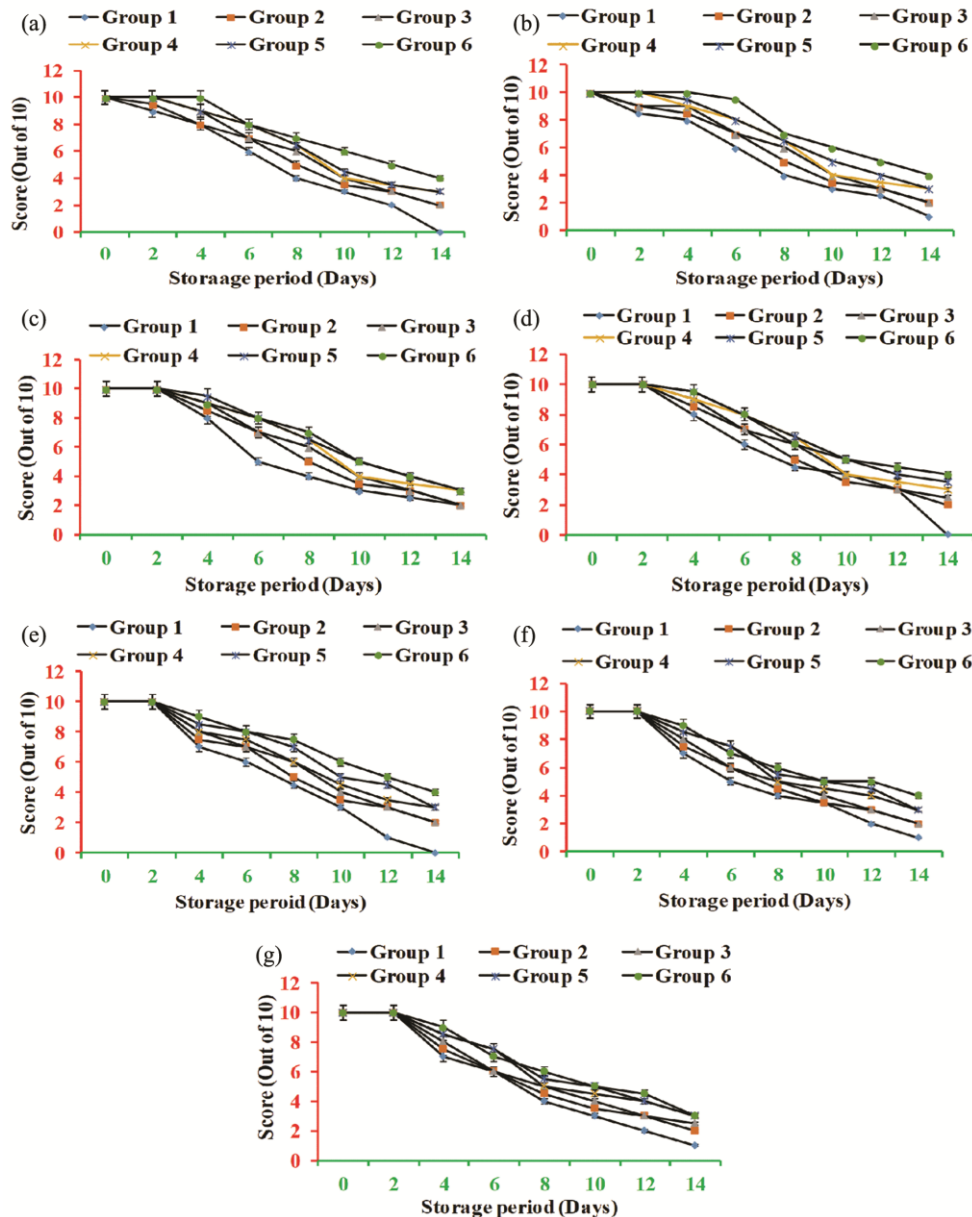 (a)
Group 1 Group 2 Group 3
Group 4 Group 5 Group 6
12
10
8
6
4
2
0
Score (Out of 10)
0 2 4 6 8 10 12 14
Storaage period (Days)
(b)
Group 1 Group 2 Group 3
Group 4 Group 5 Group 6
12
10
8
6
4
2
0
Score (Out of 10)
0 2 4 6 8 10 12 14
Storaage period (Days)
(c)
Group 1 Group 2 Group 3
Group 4 Group 5 Group 6
12
10
8
6
4
2
0
Score (Out of 10)
0 2 4 6 8 10 12 14
Storage period (Days)
(d)
Group 1 Group 2 Group 3
Group 4 Group 5 Group 6
12
10
8
6
4
2
0
Score (Out of 10)
0 2 4 6 8 10 12 14
Storage peroid (Days)
(e)
Group 1 Group 2 Group 3
Group 4 Group 5 Group 6
12
10
8
6
4
2
0
Score (Out of 10)
0 2 4 6 8 10 12 14
Storage peroid (Days)
(f)
Group 1 Group 2 Group 3
Group 4 Group 5 Group 6
12
10
8
6
4
2
0
Score (Out of 10)
0 2 4 6 8 10 12 14
Storage period (Days)
(g)
Group 1 Group 2 Group 3
Group 4 Group 5 Group 6
12
10
8
6
4
2
0
Score (Out of 10)
0 2 4 6 8 10 12 14
Storage period (Days)